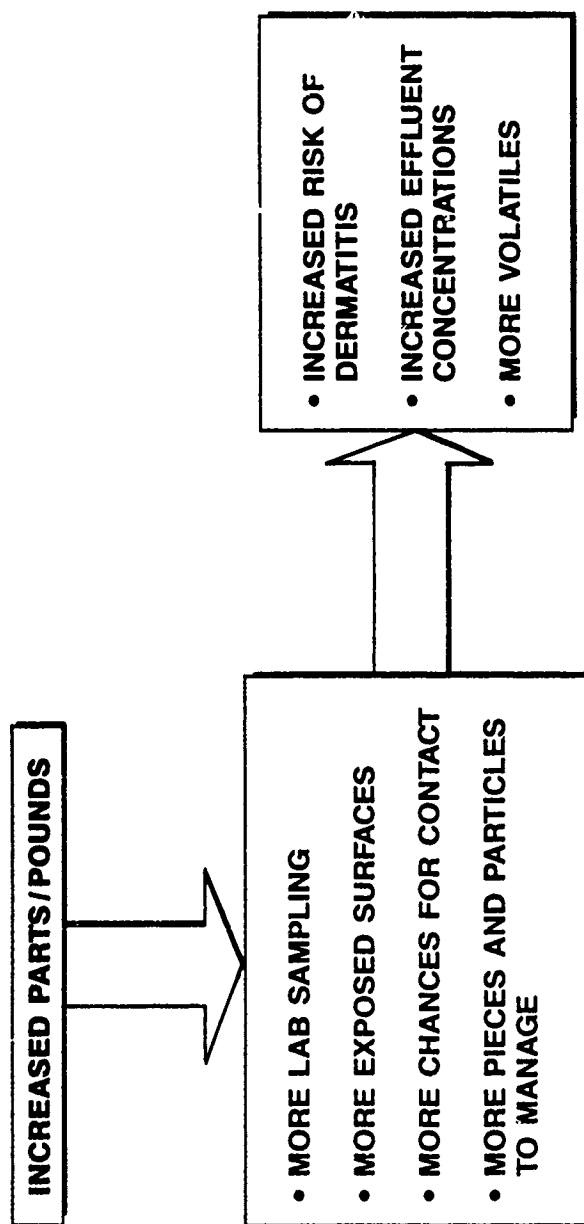 INCREASED PARTS/POUNDS
• MORE LAB SAMPLING
• MORE EXPOSED SURFACES
• MORE CHANCES FOR CONTACT
• MORE PIECES AND PARTICLES
TO MANAGE
• INCREASED RISK OF
DERMATITIS
• INCREASED EFFLUENT
CONCENTRATIONS
• MORE VOLATILES